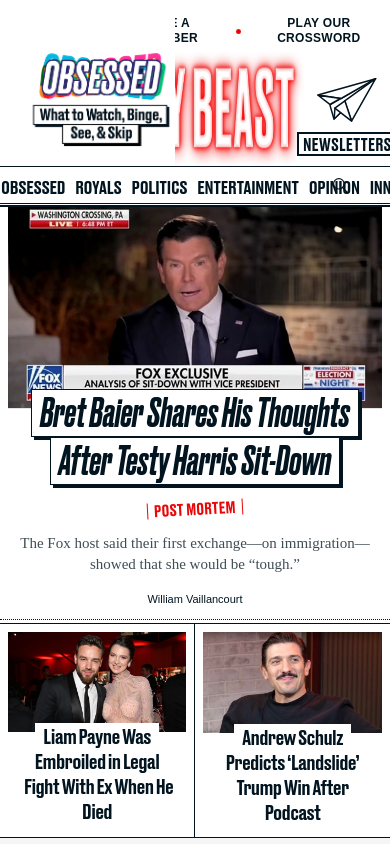 E A
BER
•
PLAY OUR
CROSSWORD
OBSESSED
What to Watch, Binge,
See, & Skip
Y BEAST
NEWSLETTERS
OBSESSED ROYALS POLITICS ENTERTAINMENT OPINION INN
WASHINGTON CROSSING, PA
LIVE 6:48 PM ET
FOX NEWS
FOX EXCLUSIVE
ANALYSIS OF SIT-DOWN WITH VICE PRESIDENT
ELECTION
NIGHT
Bret Baier Shares His Thoughts
After Testy Harris Sit-Down
POST MORTEM
The Fox host said their first exchange—on immigration—
showed that she would be “tough.”
William Vaillancourt
Liam Payne Was
Embroiled in Legal
Fight With Ex When He
Died
Andrew Schulz
Predicts ‘Landslide’
Trump Win After
Podcast